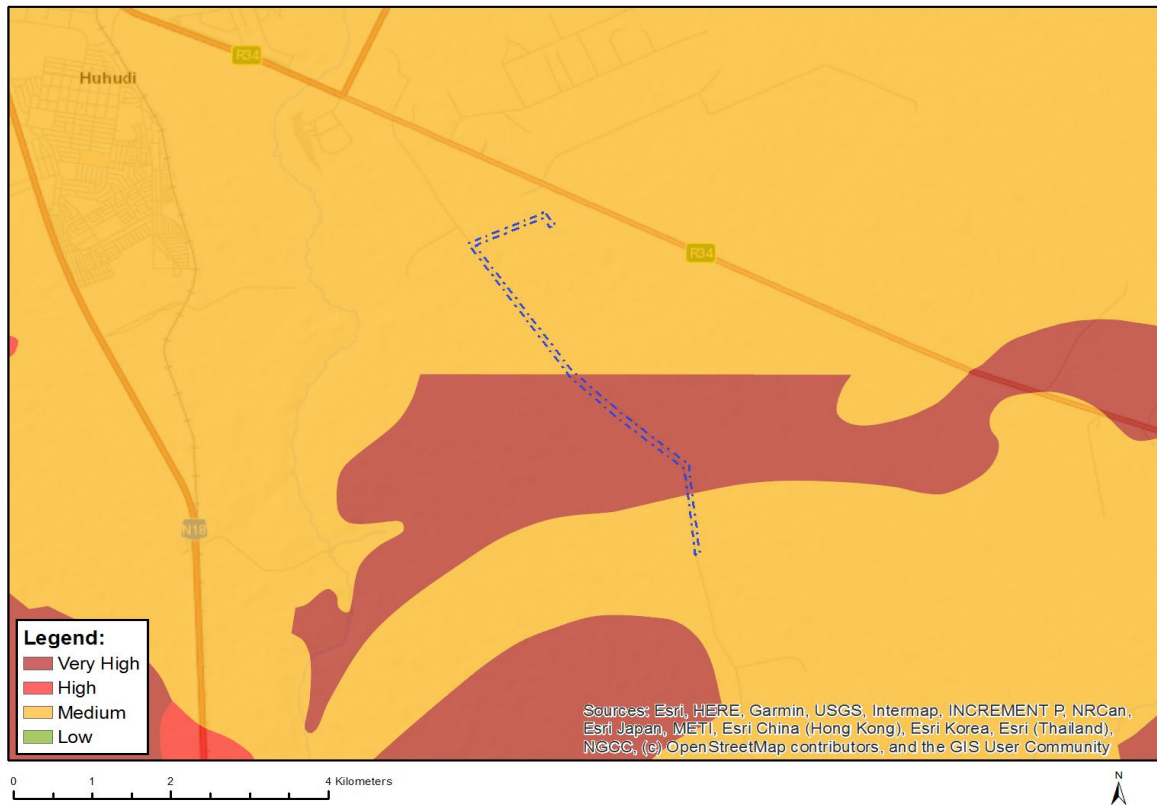 R34
Huhudi
R34
N18
Legend:
Very High
High
Medium
Low
Sources: Esri, HERE, Garmin, USGS, Intermap, INCREMENT P, NRCan,
Esri Japan, METI, Esri China (Hong Kong), Esri Korea, Esri (Thailand),
NGCC, (c) OpenStreetMap contributors, and the GIS User Community
0 1 2 4 Kilometers
N